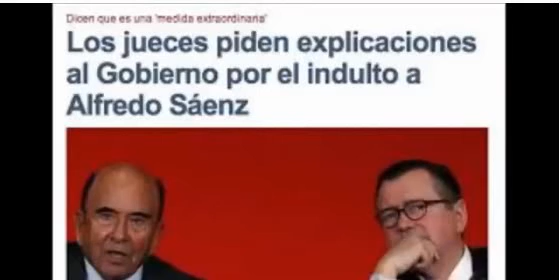 Dicen que es una 'medida extraordinaria'
Los jueces piden explicaciones
al Gobierno por el indulto a
Alfredo Sáenz